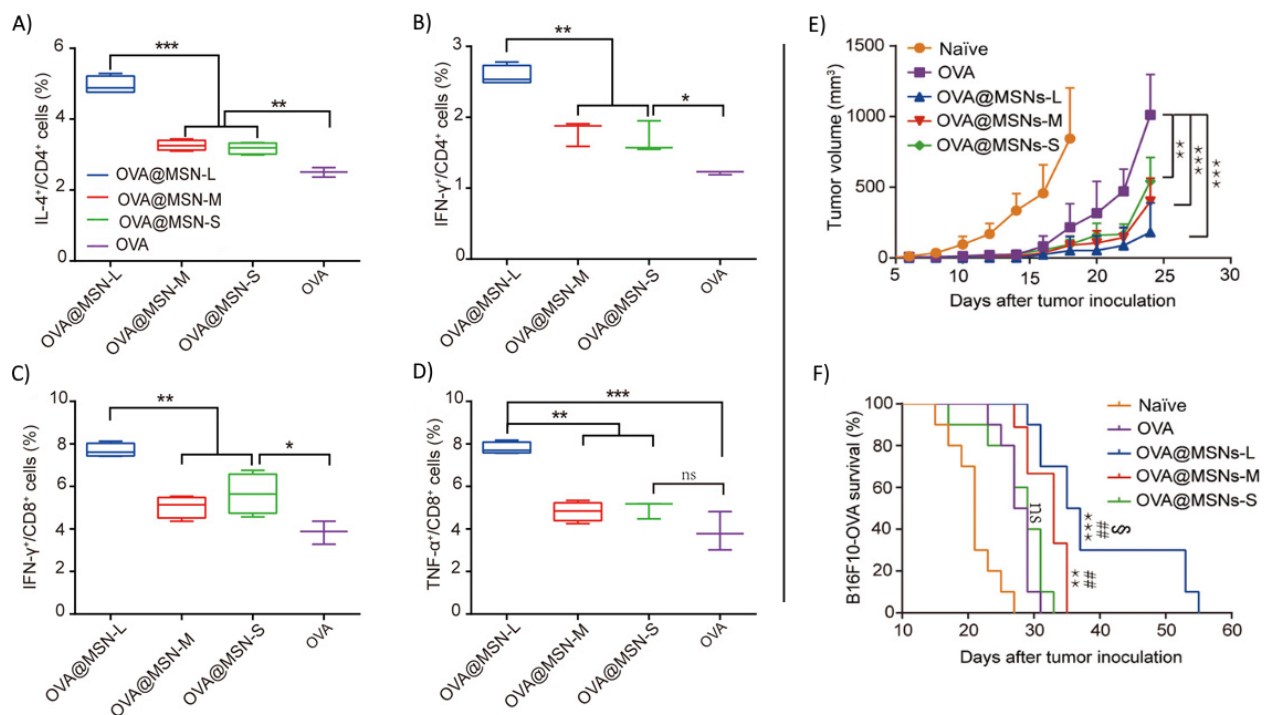 A)
IL-4⁺/CD4⁺ cells (%)
6
4
2
0
***
**
OVA@MSN-L
OVA@MSN-M
OVA@MSN-S
OVA
OVA@MSN-L
OVA@MSN-M
OVA@MSN-S
OVA
B)
IFN-γ⁺/CD4⁺ cells (%)
3
2
1
0
**
*
OVA@MSN-L
OVA@MSN-M
OVA@MSN-S
OVA
C)
IFN-γ⁺/CD8⁺ cells (%)
10
8
6
4
2
0
**
*
OVA@MSN-L
OVA@MSN-M
OVA@MSN-S
OVA
D)
TNF-α⁺/CD8⁺ cells (%)
10
8
6
4
2
0
***
**
ns
OVA@MSN-L
OVA@MSN-M
OVA@MSN-S
OVA
E)
Tumor volume (mm³)
1500
1000
500
0
Naïve
OVA
OVA@MSNs-L
OVA@MSNs-M
OVA@MSNs-S
**
***
***
5 10 15 20 25 30
Days after tumor inoculation
F)
B16F10-OVA survival (%)
100
80
60
40
20
0
Naïve
OVA
OVA@MSNs-L
OVA@MSNs-M
OVA@MSNs-S
ns
§
##
***
##
**
10 20 30 40 50 60
Days after tumor inoculation